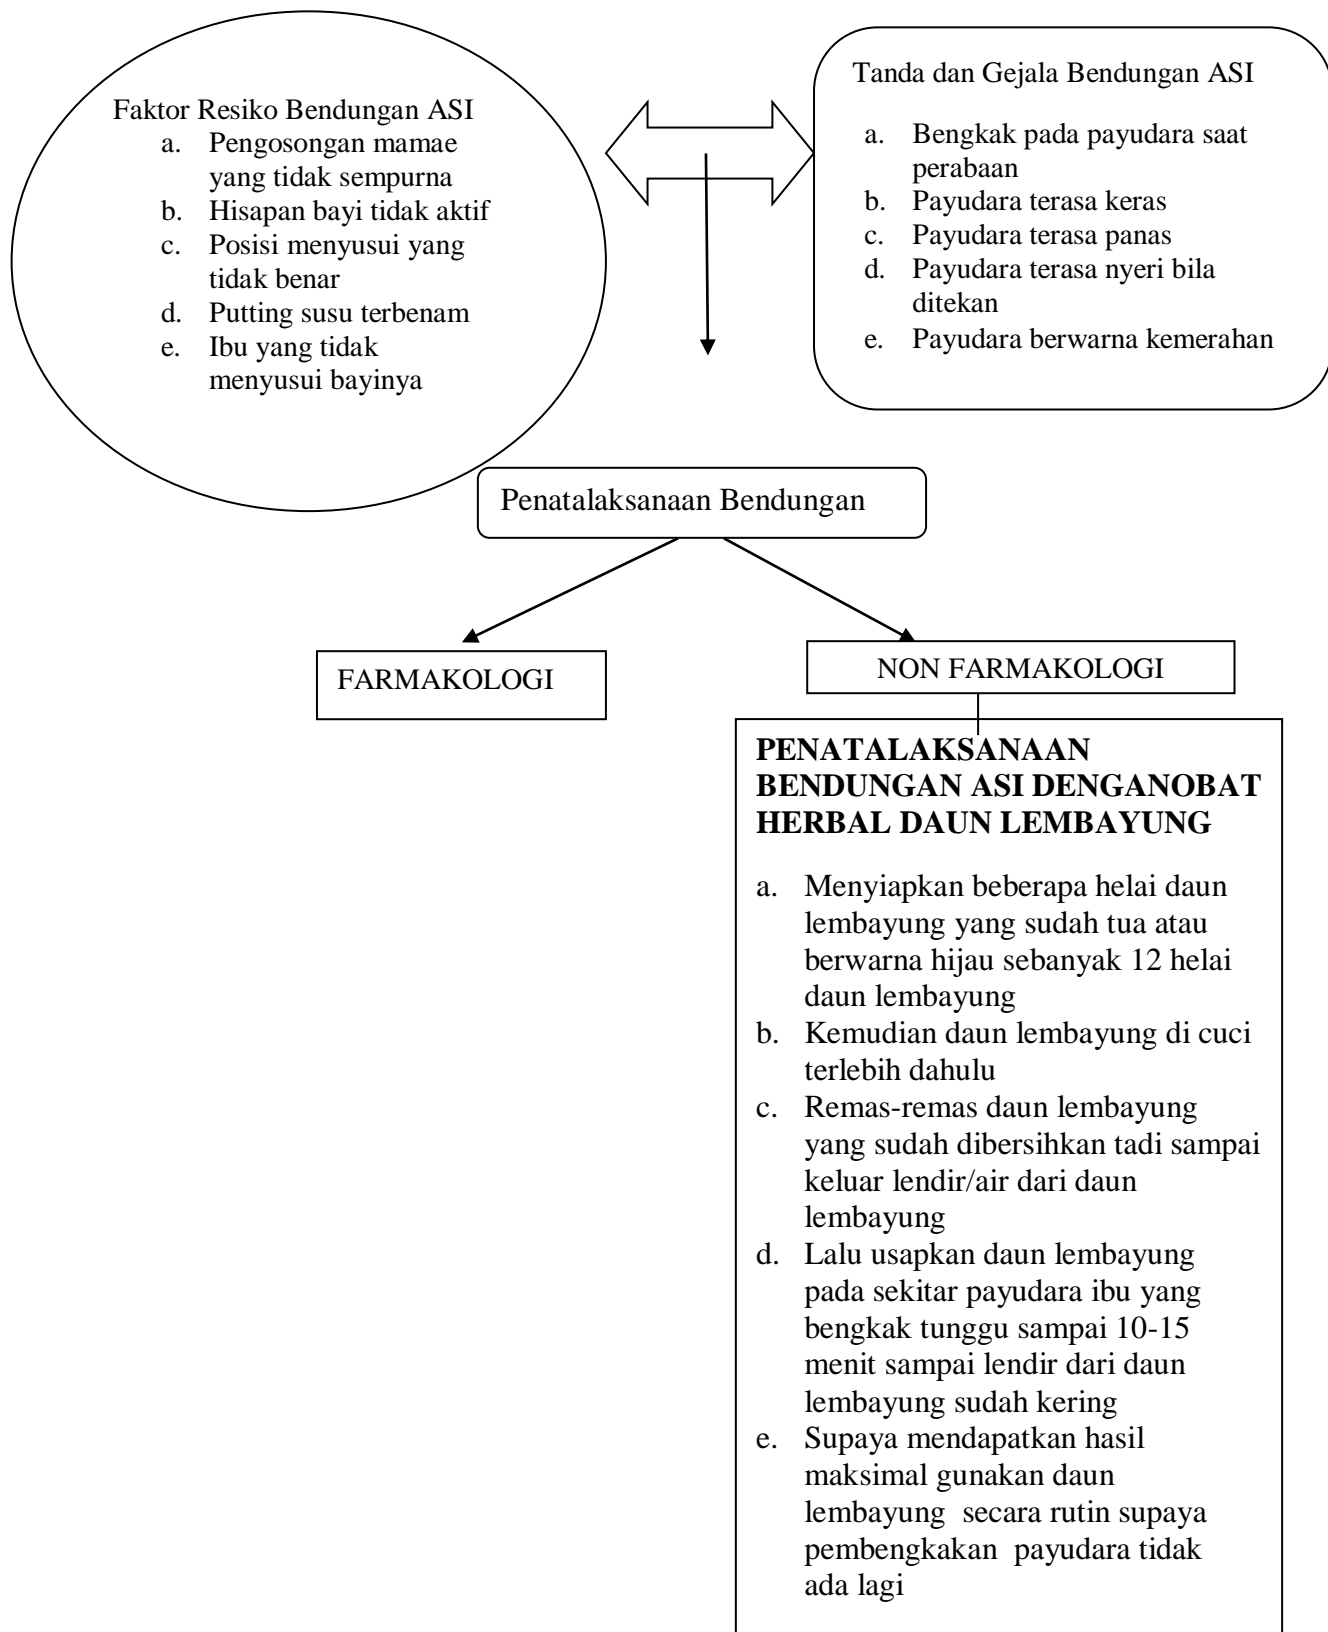 Faktor Resiko Bendungan ASI
a. Pengosongan mamae
yang tidak sempurna
b. Hisapan bayi tidak aktif
c. Posisi menyusui yang
tidak benar
d. Putting susu terbenam
e. Ibu yang tidak
menyusui bayinya
Tanda dan Gejala Bendungan ASI
a. Bengkak pada payudara saat
perabaan
b. Payudara terasa keras
c. Payudara terasa panas
d. Payudara terasa nyeri bila
ditekan
e. Payudara berwarna kemerahan
Penatalaksanaan Bendungan
FARMAKOLOGI
NON FARMAKOLOGI
PENATALAKSANAAN
BENDUNGAN ASI DENGANOBAT
HERBAL DAUN LEMBAYUNG
a. Menyiapkan beberapa helai daun
lembayung yang sudah tua atau
berwarna hijau sebanyak 12 helai
daun lembayung
b. Kemudian daun lembayung di cuci
terlebih dahulu
c. Remas-remas daun lembayung
yang sudah dibersihkan tadi sampai
keluar lendir/air dari daun
lembayung
d. Lalu usapkan daun lembayung
pada sekitar payudara ibu yang
bengkak tunggu sampai 10-15
menit sampai lendir dari daun
lembayung sudah kering
e. Supaya mendapatkan hasil
maksimal gunakan daun
lembayung secara rutin supaya
pembengkakan payudara tidak
ada lagi